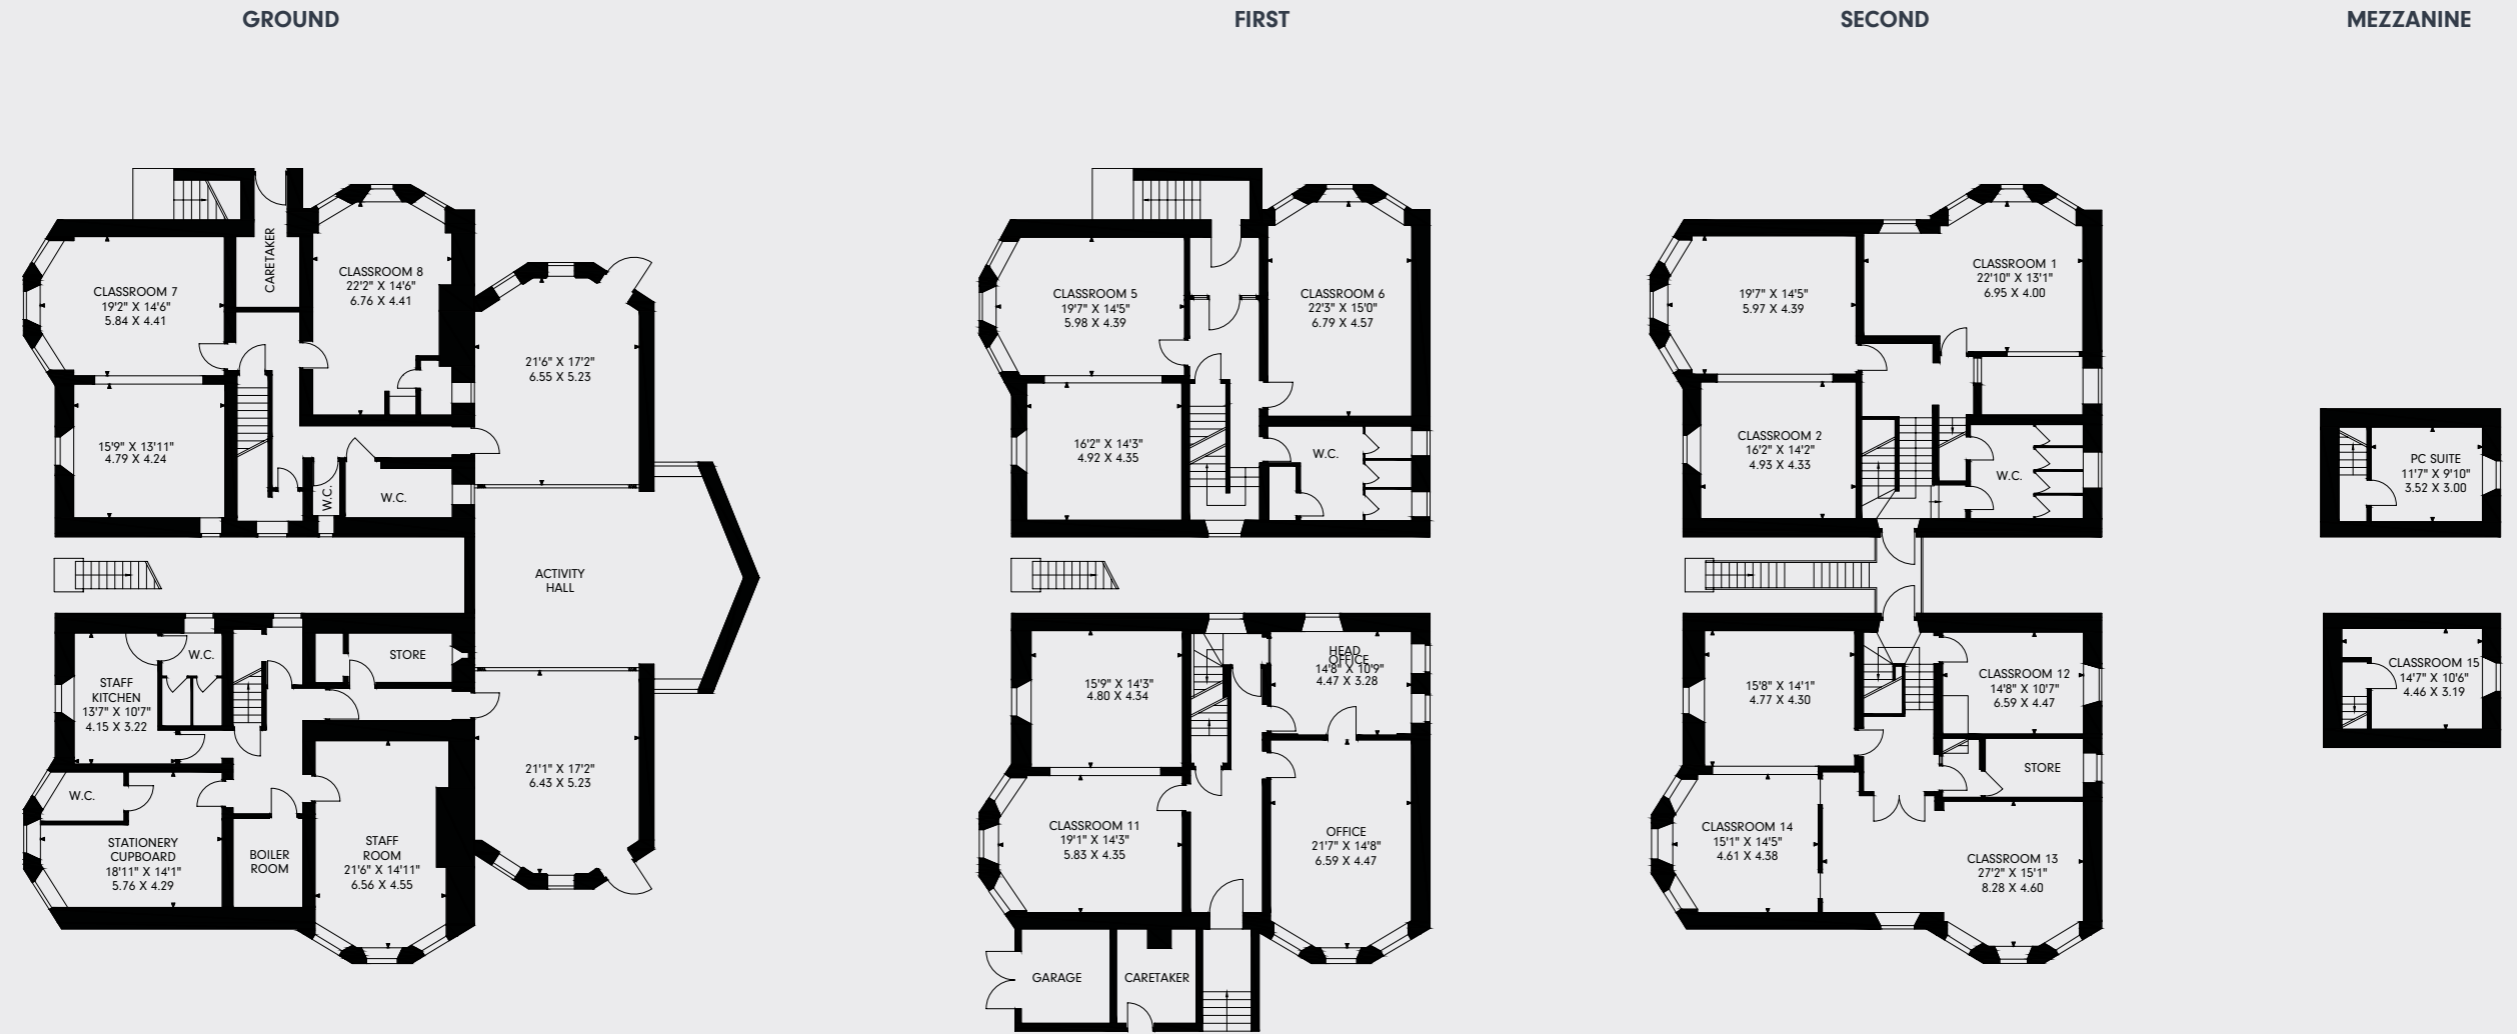 GROUND
FIRST
SECOND
MEZZANINE
CARETAKER
CLASSROOM 7
19'2" X 14'6"
5.84 X 4.41
CLASSROOM 8
22'2" X 14'6"
6.76 X 4.41
21'6" X 17'2"
6.55 X 5.23
15'9" X 13'11"
4.79 X 4.24
W.C.
W.C.
ACTIVITY
HALL
W.C.
STORE
STAFF
KITCHEN
13'7" X 10'7"
4.15 X 3.22
W.C.
STATIONERY
CUPBOARD
18'11" X 14'1"
5.76 X 4.29
BOILER
ROOM
STAFF
ROOM
21'6" X 14'11"
6.56 X 4.55
21'1" X 17'2"
6.43 X 5.23
CLASSROOM 5
19'7" X 14'5"
5.98 X 4.39
CLASSROOM 6
22'3" X 15'0"
6.79 X 4.57
16'2" X 14'3"
4.92 X 4.35
W.C.
15'9" X 14'3"
4.80 X 4.34
HEAD
OFFICE
14'8" X 10'9"
4.47 X 3.28
CLASSROOM 11
19'1" X 14'3"
5.83 X 4.35
OFFICE
21'7" X 14'8"
6.59 X 4.47
GARAGE
CARETAKER
19'7" X 14'5"
5.97 X 4.39
CLASSROOM 1
22'10" X 13'1"
6.95 X 4.00
CLASSROOM 2
16'2" X 14'2"
4.93 X 4.33
W.C.
15'8" X 14'1"
4.77 X 4.30
CLASSROOM 12
14'8" X 10'7"
6.59 X 4.47
STORE
CLASSROOM 14
15'1" X 14'5"
4.61 X 4.38
CLASSROOM 13
27'2" X 15'1"
8.28 X 4.60
PC SUITE
11'7" X 9'10"
3.52 X 3.00
CLASSROOM 15
14'7" X 10'6"
4.46 X 3.19